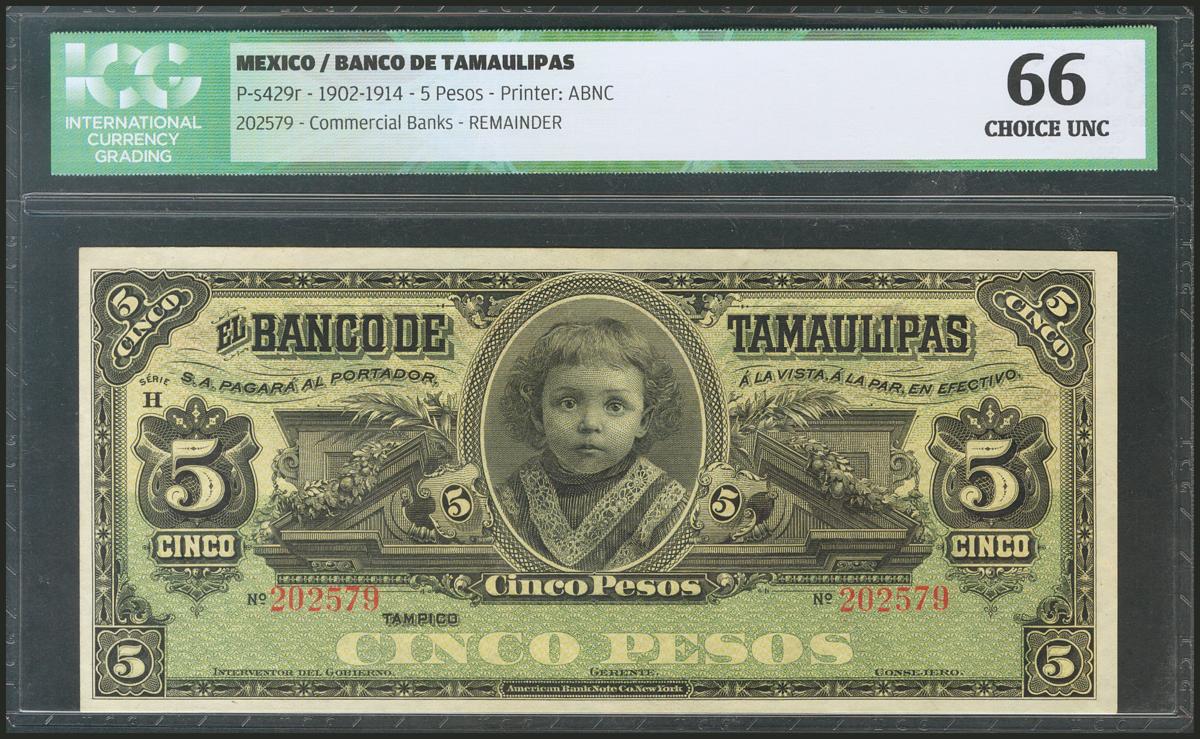 ICG
INTERNATIONAL
CURRENCY
GRADING
MEXICO / BANCO DE TAMAULIPAS
P-s429r - 1902-1914 - 5 Pesos - Printer: ABNC
202579 - Commercial Banks - REMAINDER
66
CHOICE UNC
5 CINCO
5 CINCO
EL BANCO DE TAMAULIPAS
S.A. PAGARÁ AL PORTADOR, Á LA VISTA, Á LA PAR, EN EFECTIVO.
SÉRIE
H
5 5
5 5
CINCO CINCO
Cinco Pesos
Nº 202579 Nº 202579
TAMPICO
CINCO PESOS
5 5
INTERVENTOR DEL GOBIERNO. GERENTE. CONSEJERO.
American Bank Note Co. New York